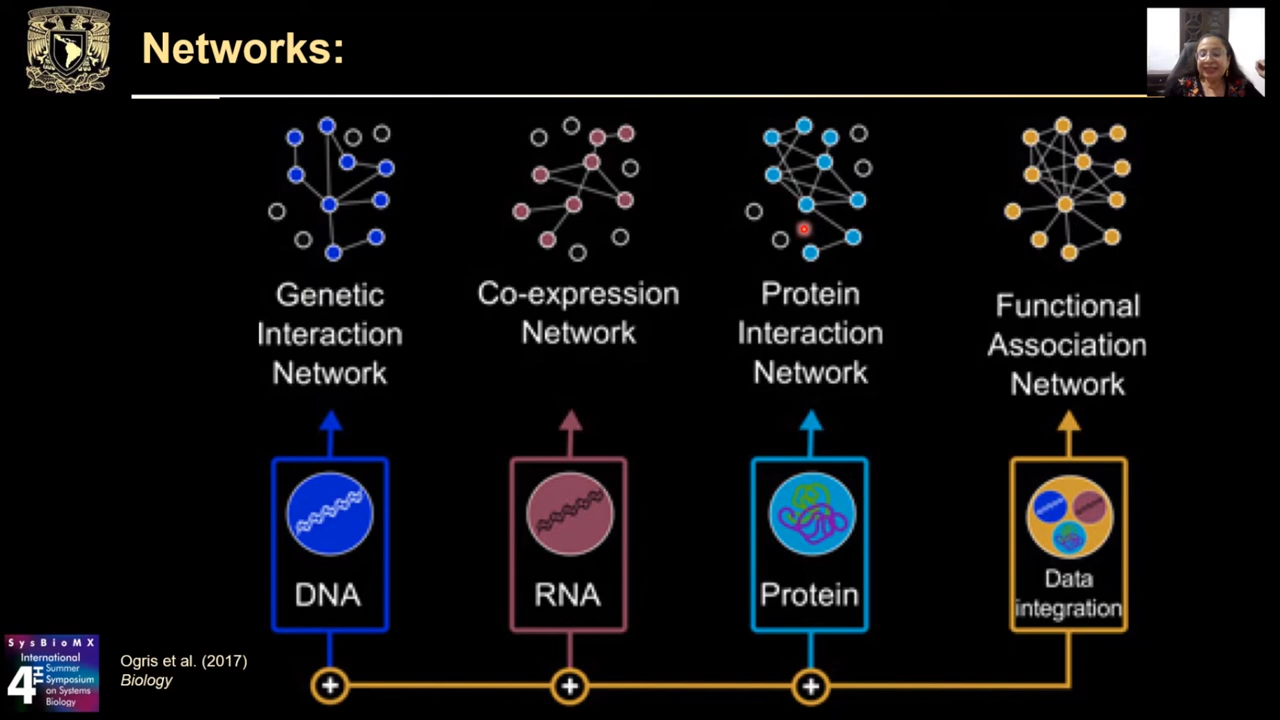 Networks:
Genetic
Interaction
Network
Co-expression
Network
Protein
Interaction
Network
Functional
Association
Network
DNA
RNA
Protein
Data
integration
SysBioMX
International
4TH Summer
Symposium
on Systems
Biology
Ogris et al. (2017)
Biology